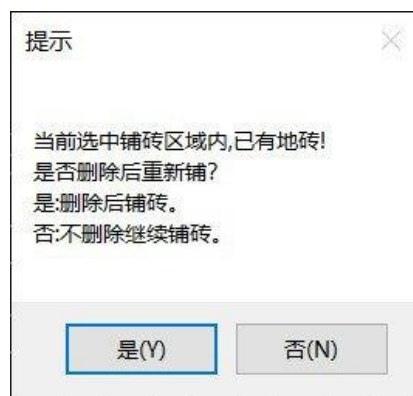 提示
当前选中铺砖区域内,已有地砖!
是否删除后重新铺?
是:删除后铺砖。
否:不删除继续铺砖。
是(Y)
否(N)